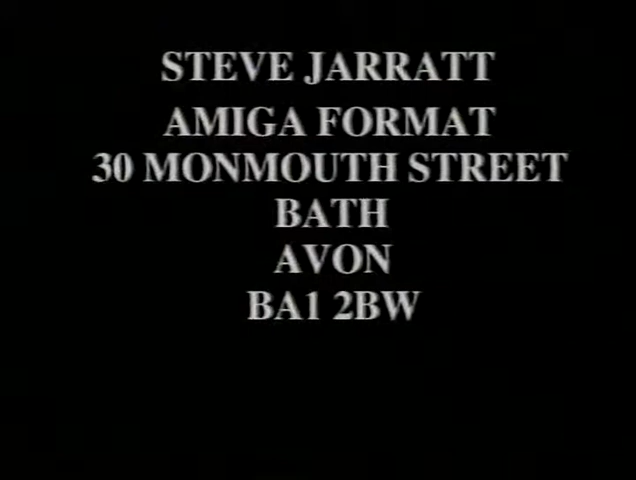 STEVE JARRATT
AMIGA FORMAT
30 MONMOUTH STREET
BATH
AVON
BA1 2BW